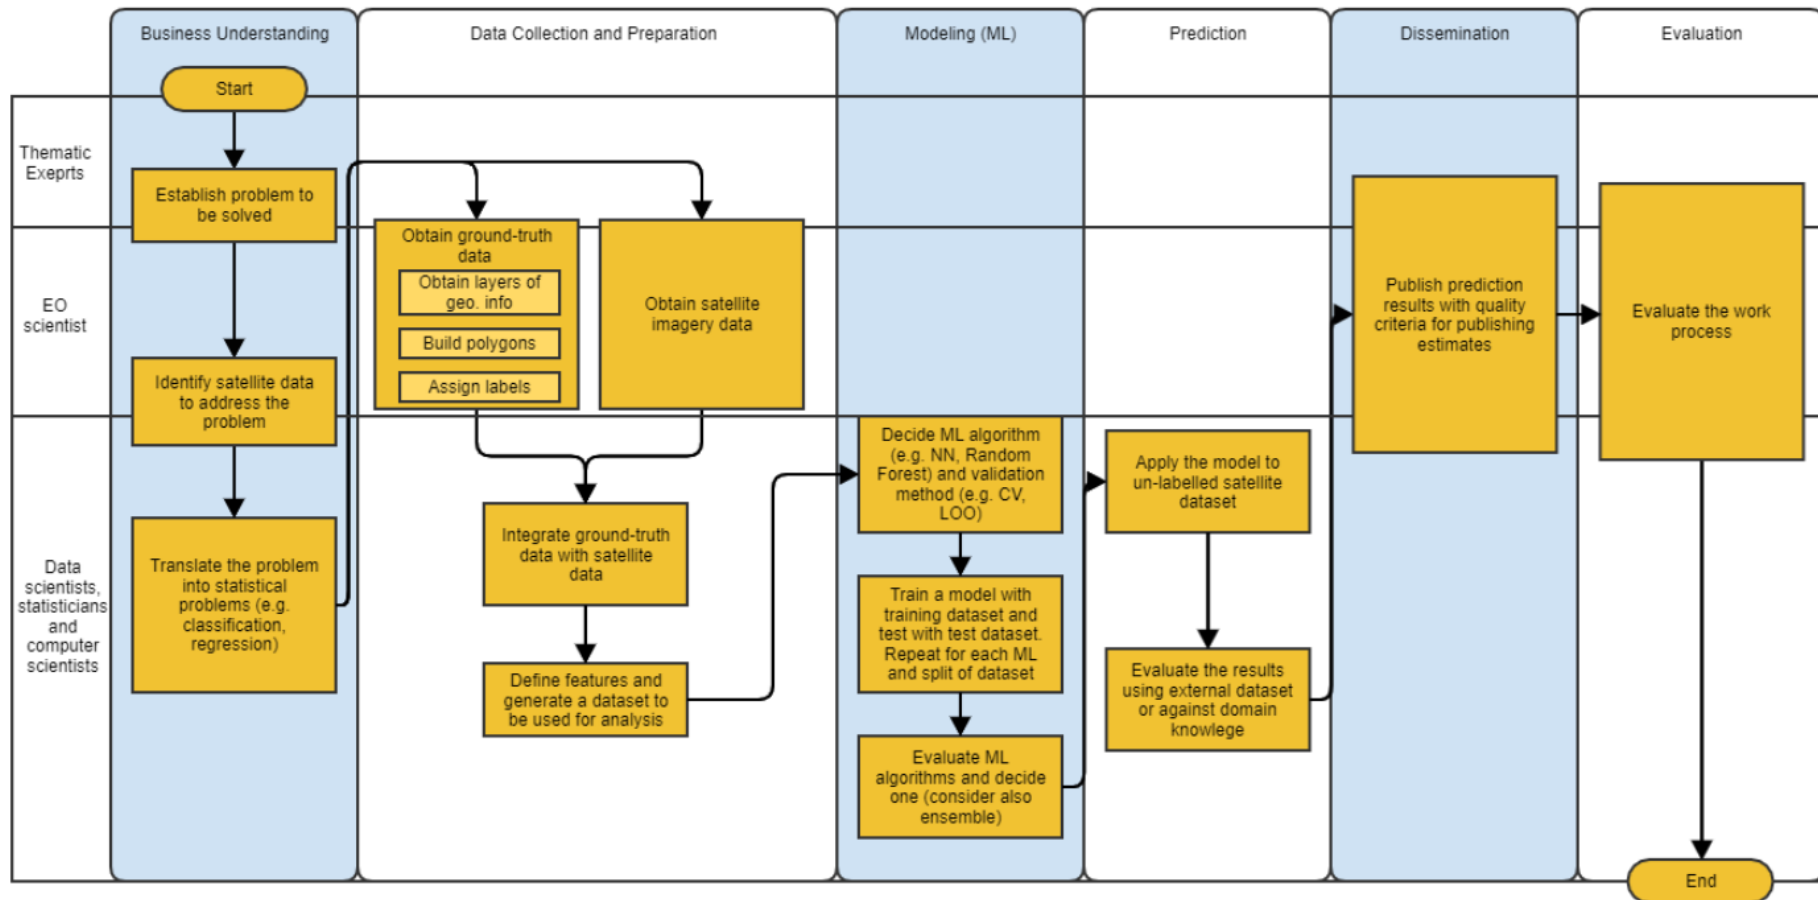 Business Understanding
Data Collection and Preparation
Modeling (ML)
Prediction
Dissemination
Evaluation
Start
Thematic
Exeprts
Establish problem to
be solved
EO
scientist
Identify satellite data
to address the
problem
Data
scientists,
statisticians
and
computer
scientists
Translate the problem
into statistical
problems (e.g.
classification,
regression)
Obtain ground-truth
data
Obtain layers of
geo. info
Build polygons
Assign labels
Obtain satellite
imagery data
Integrate ground-truth
data with satellite
data
Define features and
generate a dataset to
be used for analysis
Decide ML algorithm
(e.g. NN, Random
Forest) and validation
method (e.g. CV,
LOO)
Train a model with
training dataset and
test with test dataset.
Repeat for each ML
and split of dataset
Evaluate ML
algorithms and decide
one (consider also
ensemble)
Apply the model to
un-labelled satellite
dataset
Evaluate the results
using external dataset
or against domain
knowlege
Publish prediction
results with quality
criteria for publishing
estimates
Evaluate the work
process
End